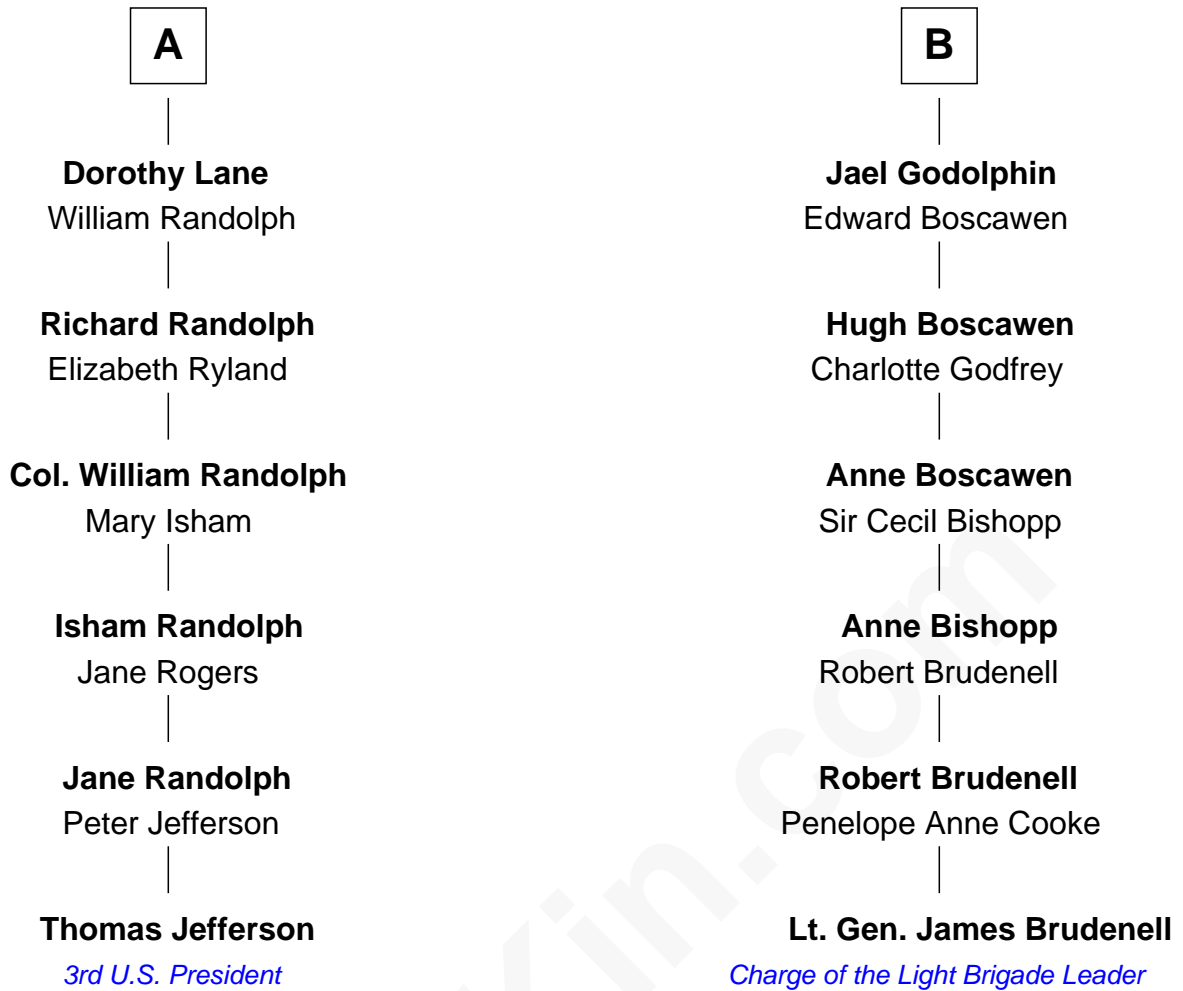 A
Dorothy Lane
William Randolph
Richard Randolph
Elizabeth Ryland
Col. William Randolph
Mary Isham
Isham Randolph
Jane Rogers
Jane Randolph
Peter Jefferson
Thomas Jefferson
3rd U.S. President
B
Jael Godolphin
Edward Boscawen
Hugh Boscawen
Charlotte Godfrey
Anne Boscawen
Sir Cecil Bishopp
Anne Bishopp
Robert Brudenell
Robert Brudenell
Penelope Anne Cooke
Lt. Gen. James Brudenell
Charge of the Light Brigade Leader